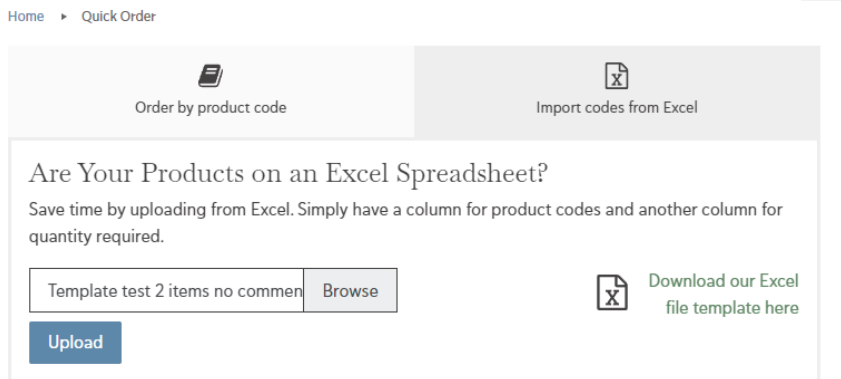 Home ▸ Quick Order
Order by product code
Import codes from Excel
Are Your Products on an Excel Spreadsheet?
Save time by uploading from Excel. Simply have a column for product codes and another column for
quantity required.
Template test 2 items no commen
Browse
Download our Excel
file template here
Upload